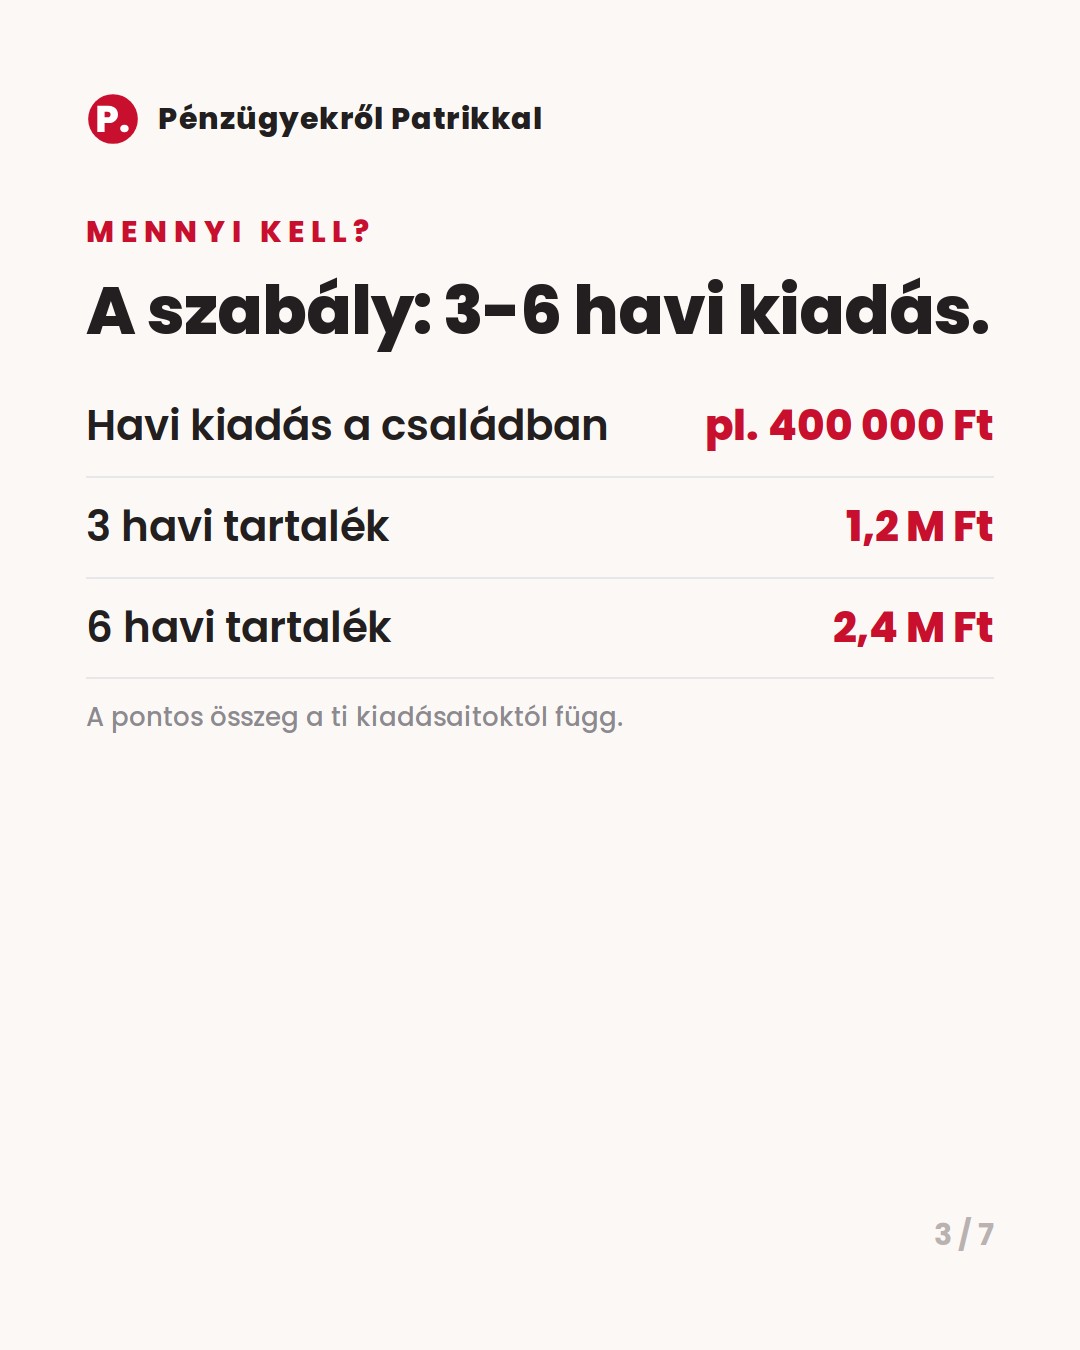 P. Pénzügyekről Patrikkal
MENNYI KELL?
A szabály: 3–6 havi kiadás.
Havi kiadás a családban pl. 400 000 Ft
3 havi tartalék 1,2 M Ft
6 havi tartalék 2,4 M Ft
A pontos összeg a ti kiadásaitoktól függ.
3 / 7